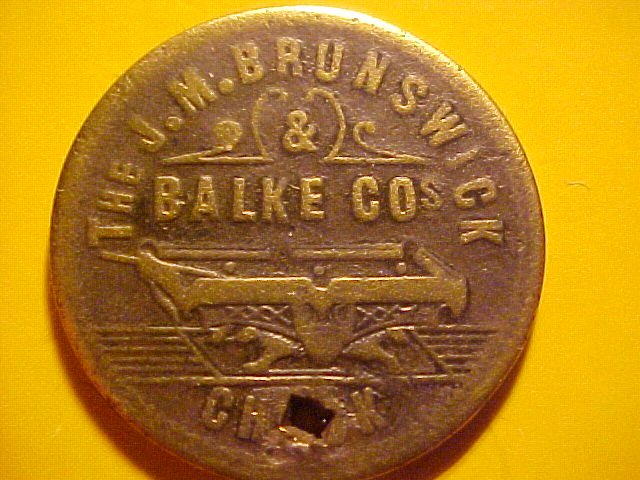 THE J. M. BRUNSWICK
&
BALKE COS